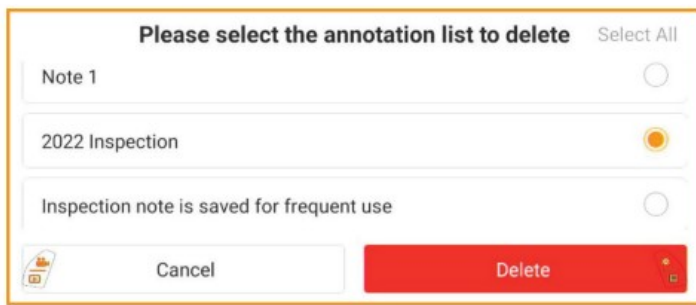 Please select the annotation list to delete Select All
Note 1
2022 Inspection
Inspection note is saved for frequent use
Cancel Delete